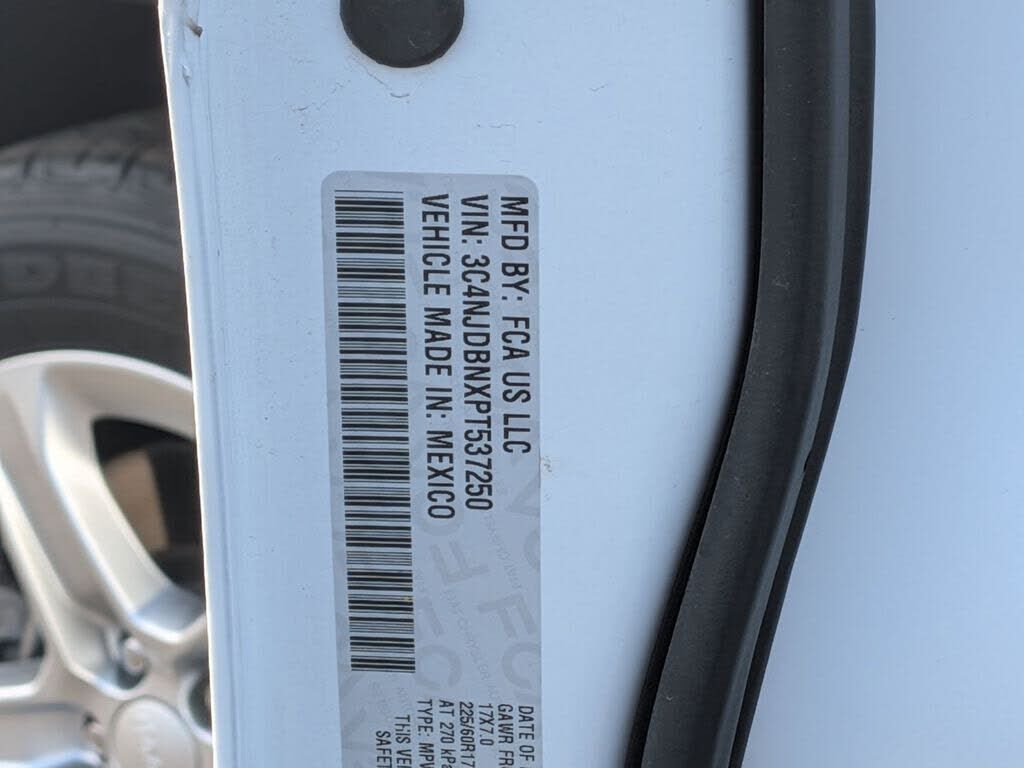 MFD BY: FCA US LLC
VIN: 3C4NJDBNXPT537250
VEHICLE MADE IN: MEXICO
DATE OF
GAWR FR
17X7.0
225/60R17
AT 270 kPa
TYPE: MPV
THIS VE
SAFET